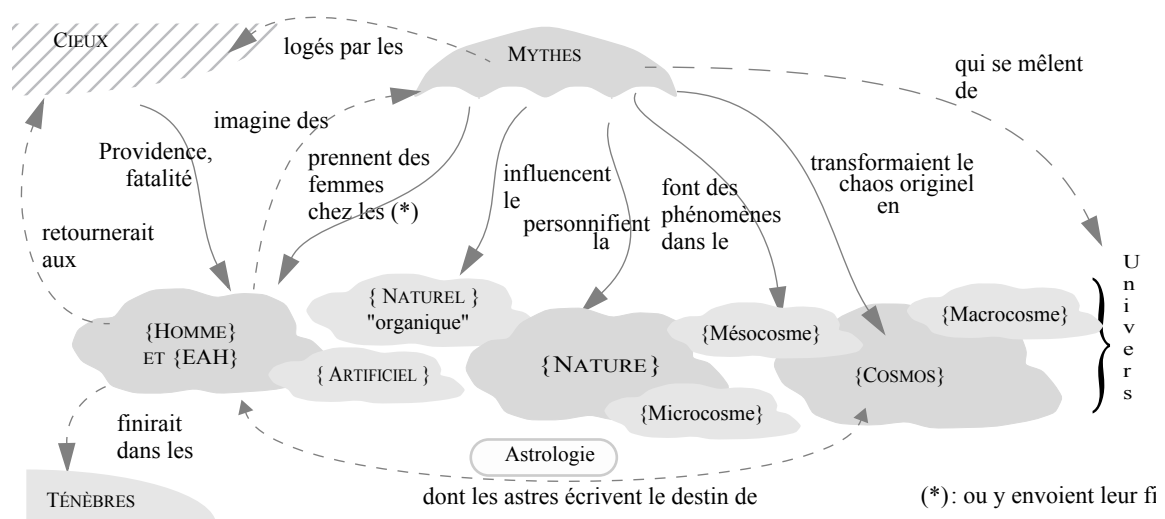 CIEUX
logés par les
MYTHES
qui se mêlent
de
imagine des
Providence,
fatalité
prennent des
femmes
chez les (*)
influencent
le
personnifient
la
font des
phénomènes
dans le
transformaient le
chaos originel
en
retournerait
aux
Univers
{ NATUREL }
"organique"
{HOMME}
ET {EAH}
{ ARTIFICIEL }
{NATURE}
{Mésocosme}
{Microcosme}
{Macrocosme}
{COSMOS}
}
finirait
dans les
Astrologie
TÉNÈBRES
dont les astres écrivent le destin de
(*): ou y envoient leur fi